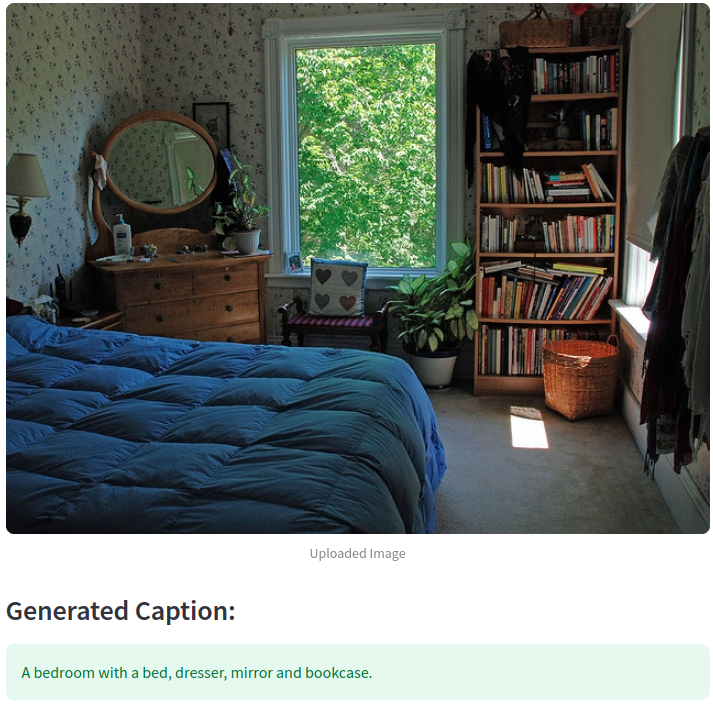 Uploaded Image
Generated Caption:
A bedroom with a bed, dresser, mirror and bookcase.